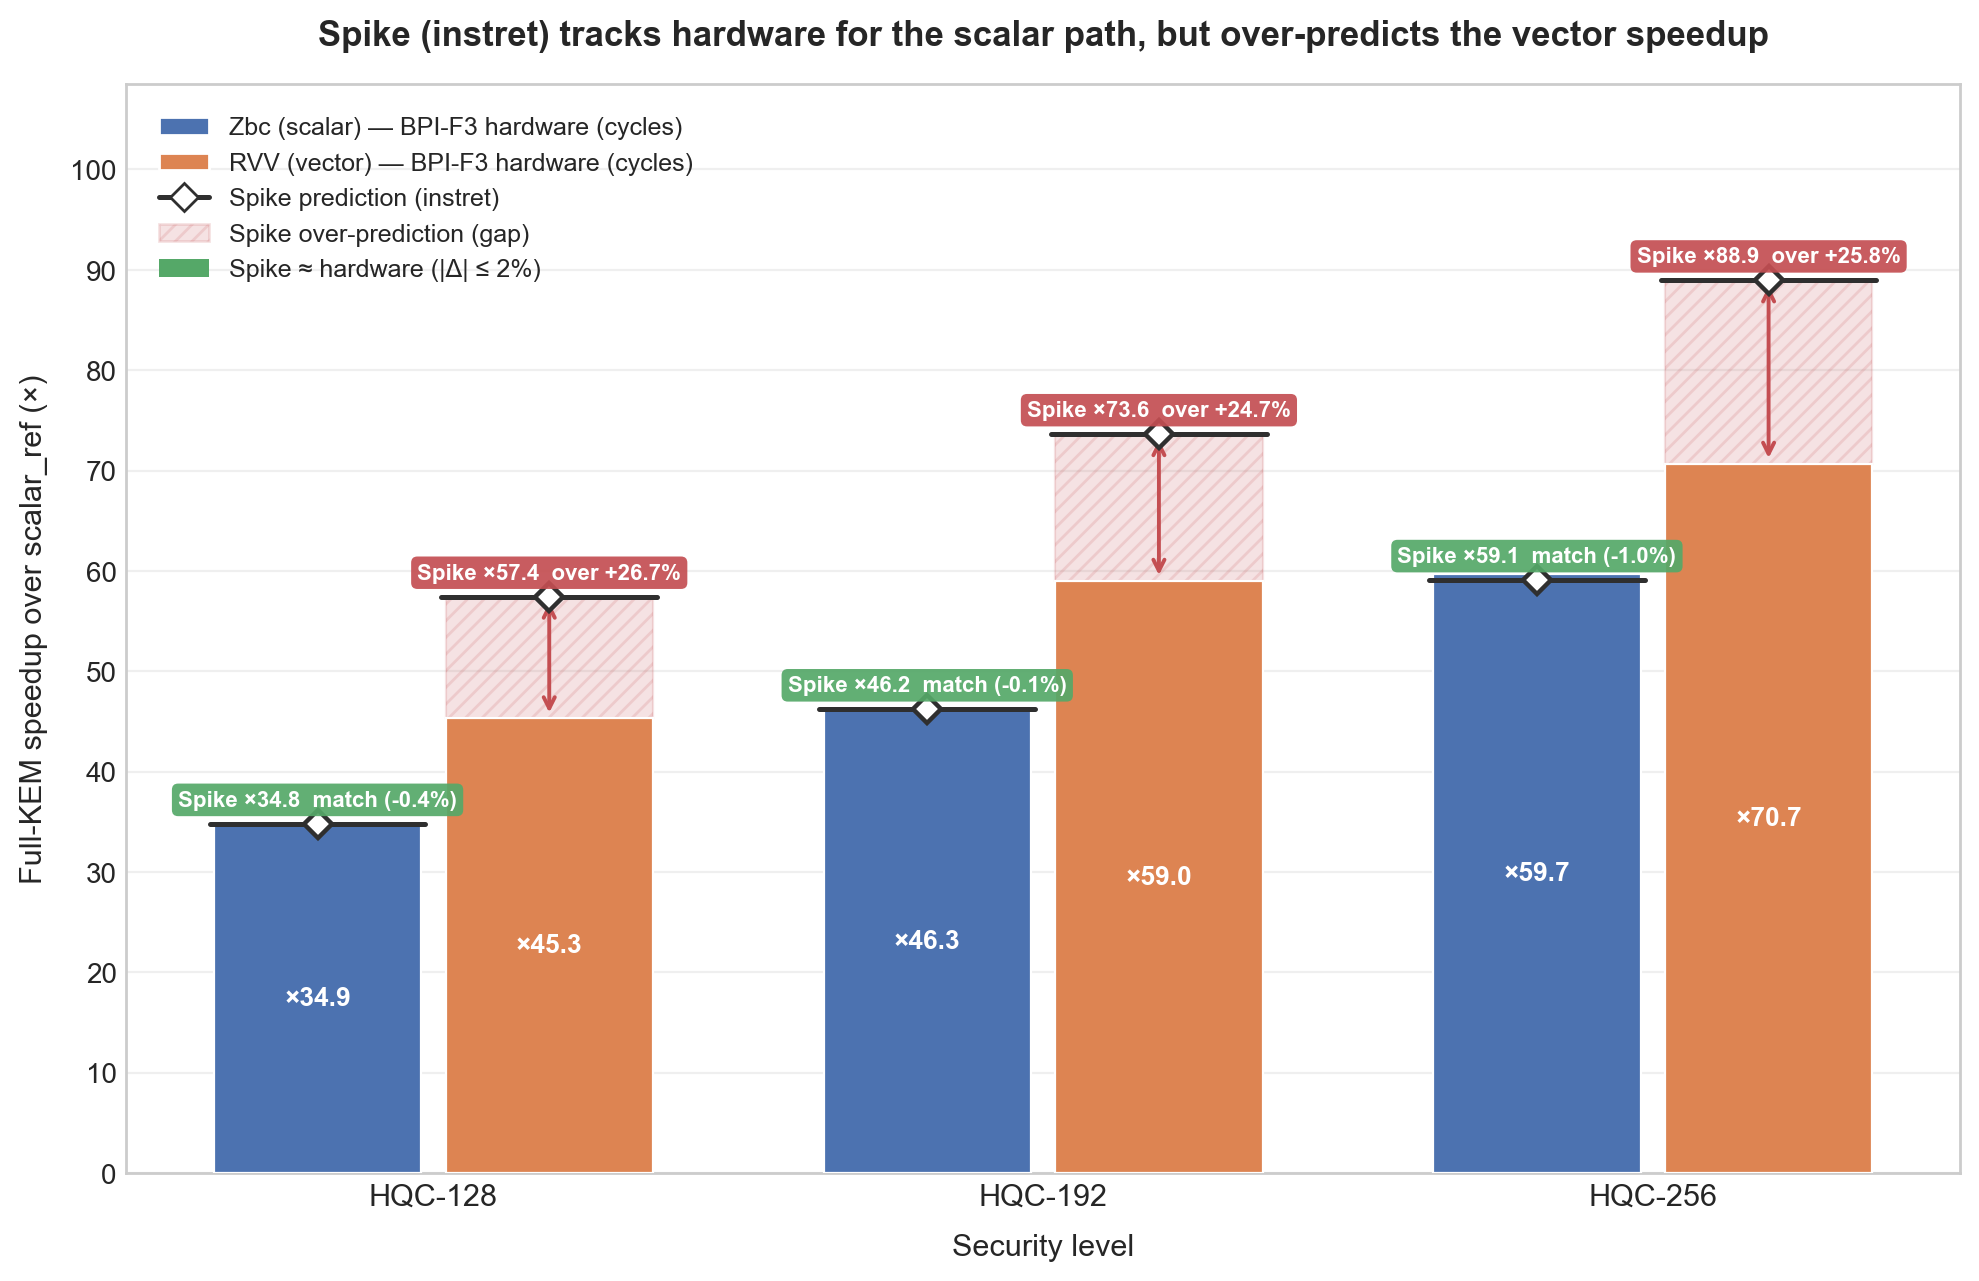 Spike (instret) tracks hardware for the scalar path, but over-predicts the vector speedup
Zbc (scalar) — BPI-F3 hardware (cycles)
RVV (vector) — BPI-F3 hardware (cycles)
Spike prediction (instret)
Spike over-prediction (gap)
Spike ≈ hardware (|Δ| ≤ 2%)
Full-KEM speedup over scalar_ref (×)
100
90
80
70
60
50
40
30
20
10
0
Spike ×34.8 match (-0.4%)
×34.9
Spike ×57.4 over +26.7%
×45.3
Spike ×46.2 match (-0.1%)
×46.3
Spike ×73.6 over +24.7%
×59.0
Spike ×59.1 match (-1.0%)
×59.7
Spike ×88.9 over +25.8%
×70.7
HQC-128
HQC-192
HQC-256
Security level